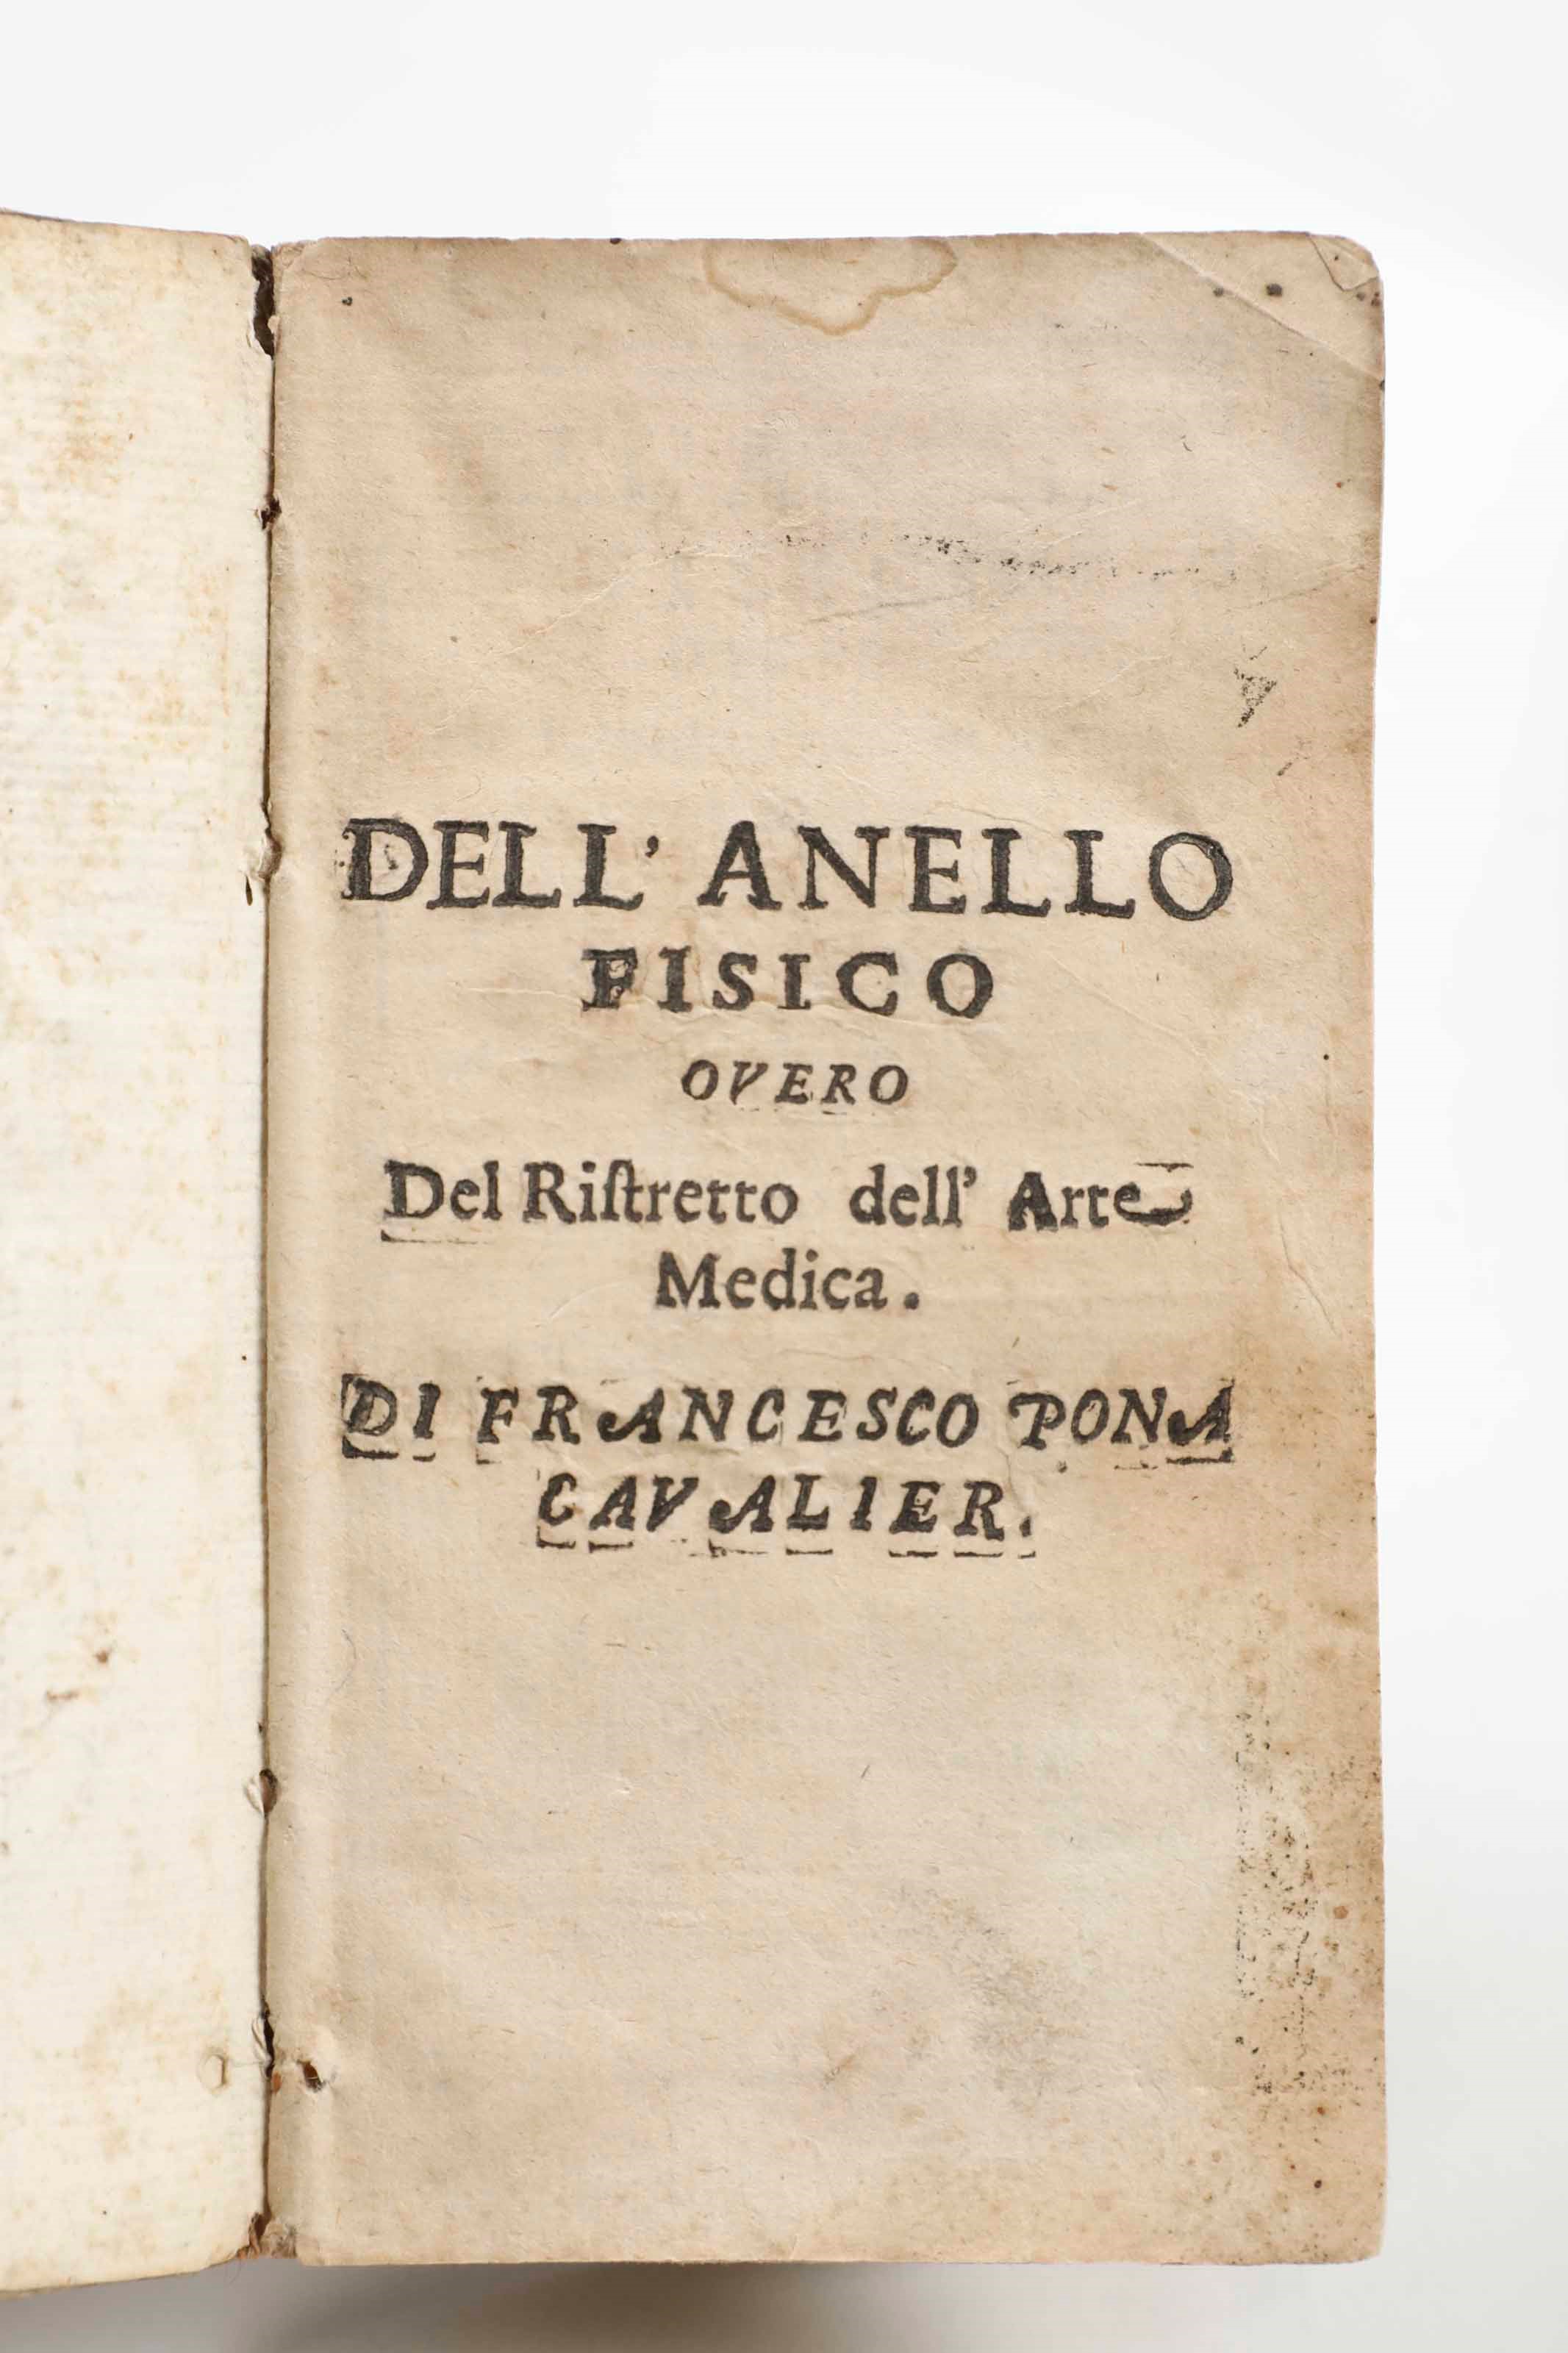 DELL' ANELLO
FISICO
OVERO
Del Riſtretto dell' Arte
Medica.
DI FRANCESCO PONA
CAVALIER.